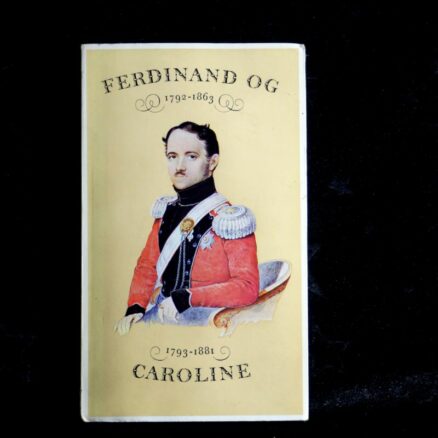 FERDINAND OG
1792-1863
1793-1881
CAROLINE